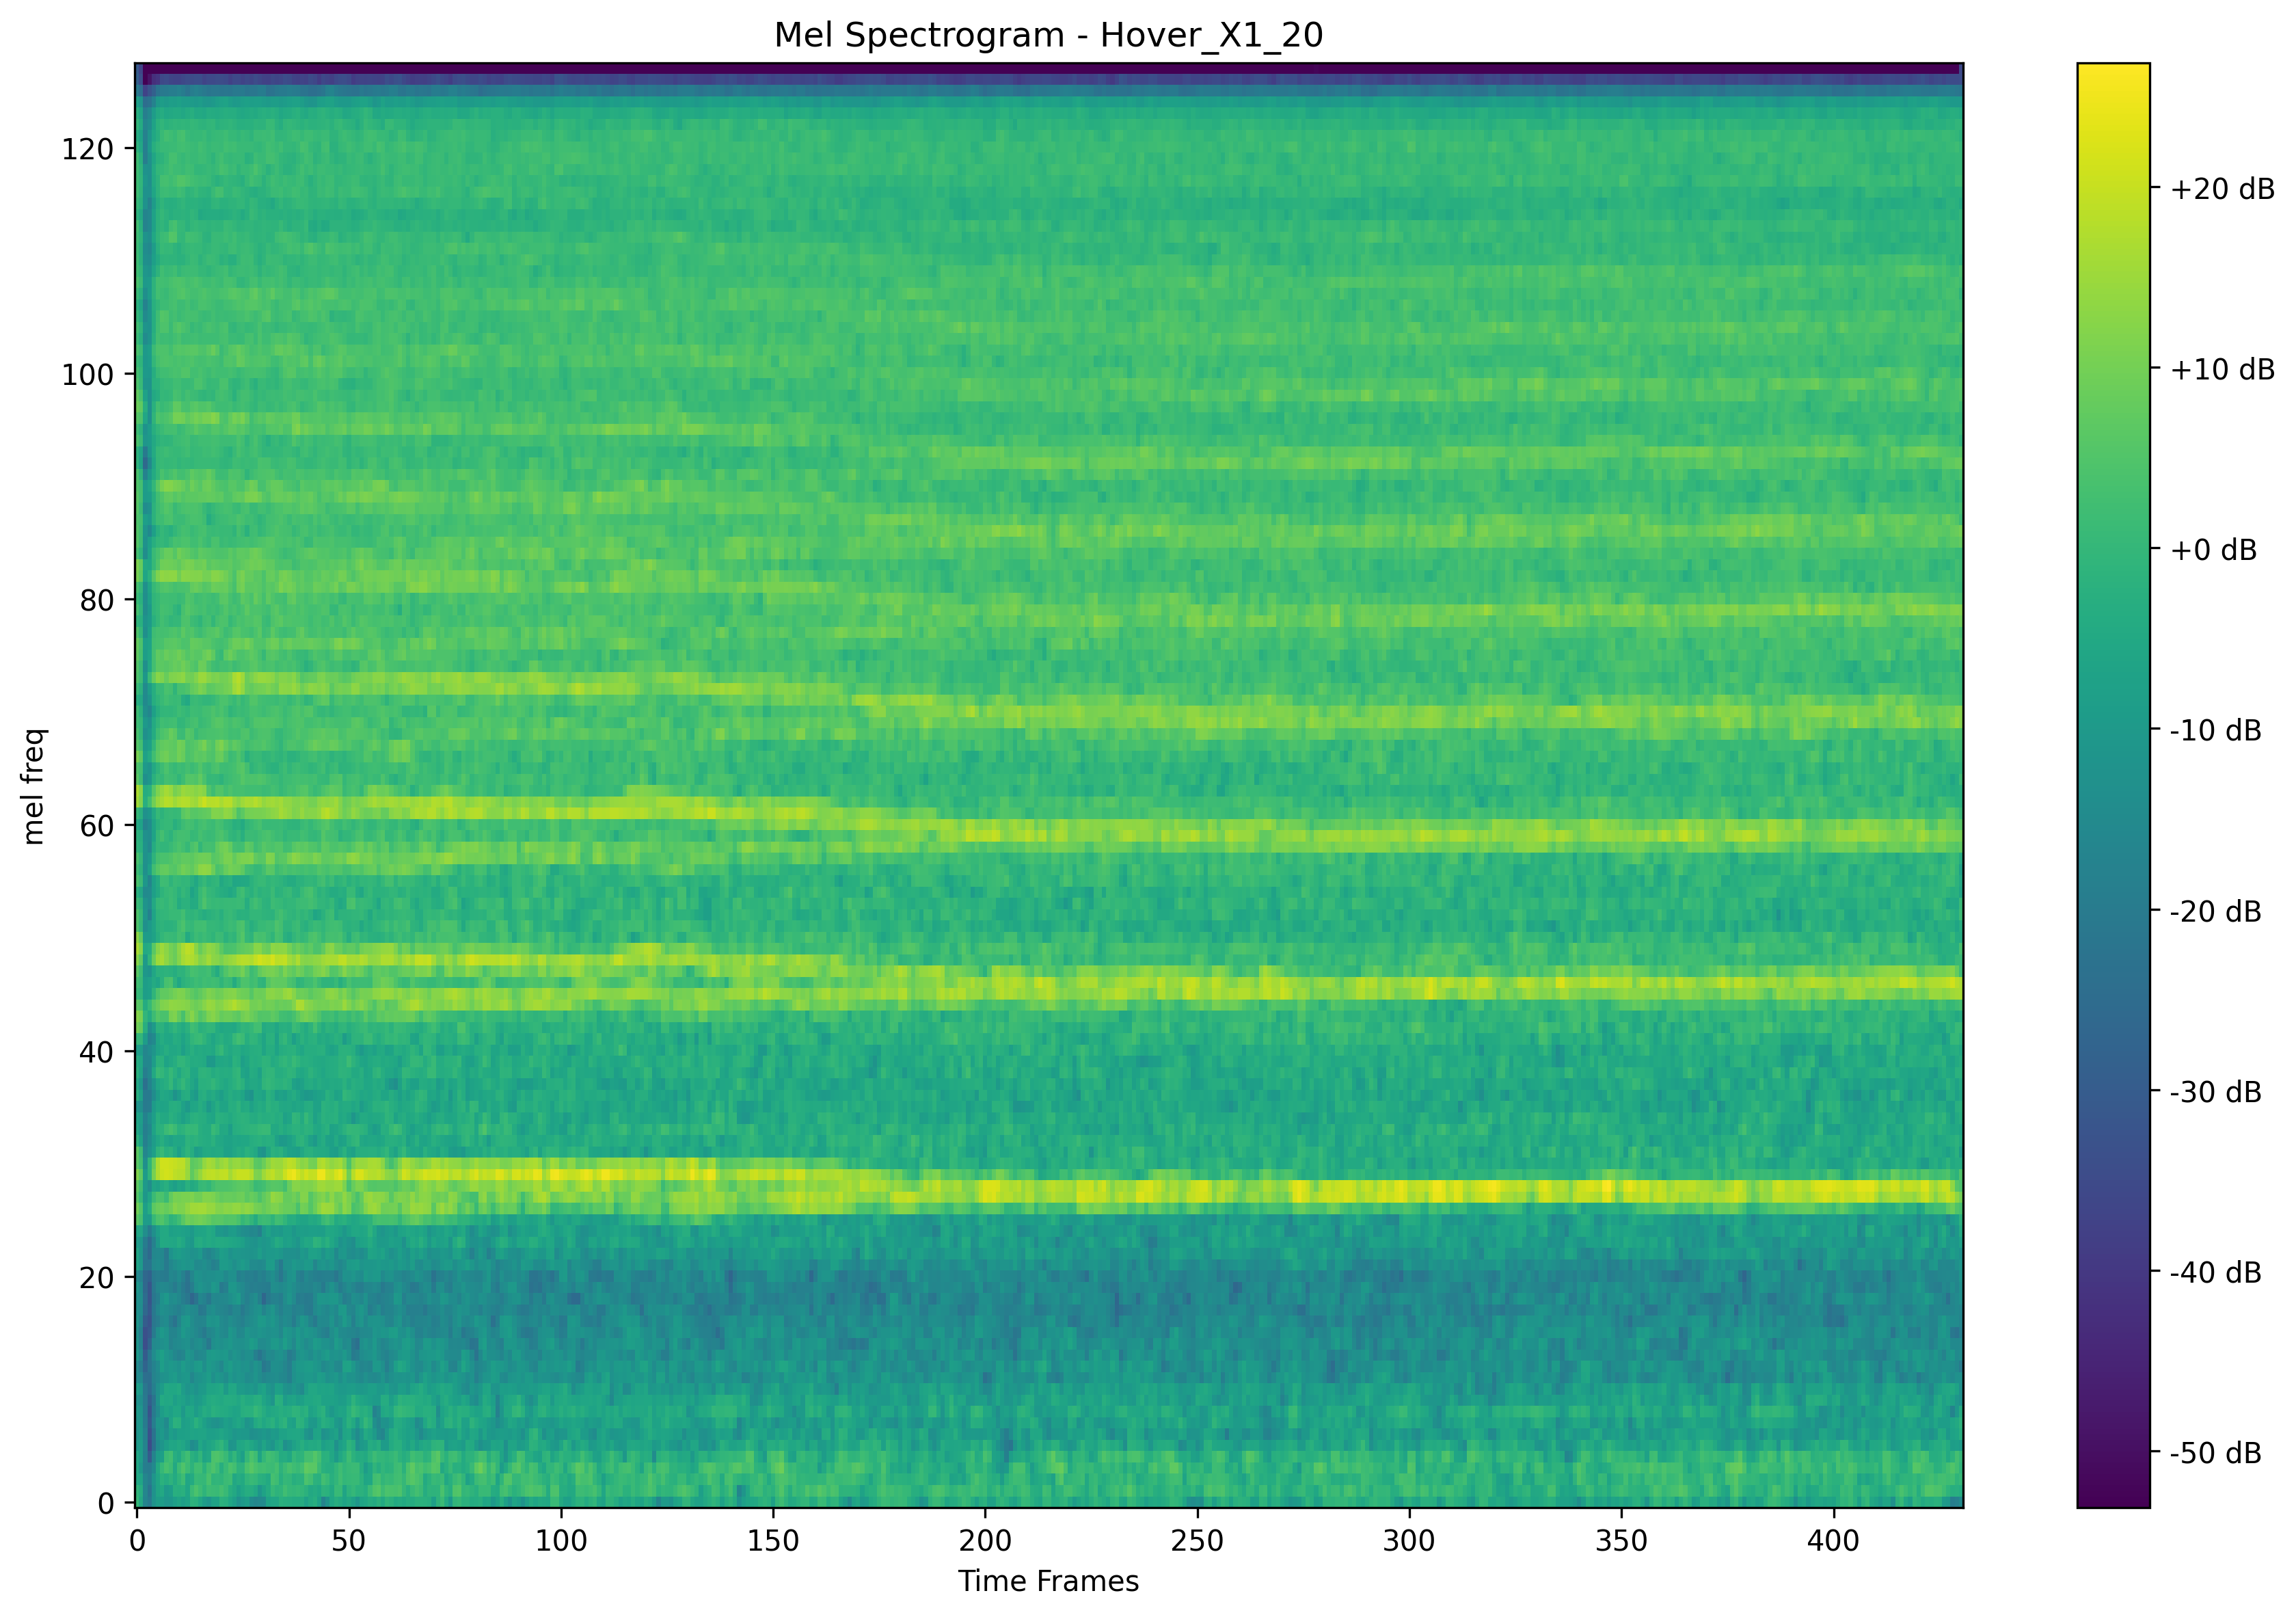 Mel Spectrogram - Hover_X1_20
mel freq
120
100
80
60
40
20
0
0 50 100 150 200 250 300 350 400
Time Frames
+20 dB
+10 dB
+0 dB
-10 dB
-20 dB
-30 dB
-40 dB
-50 dB